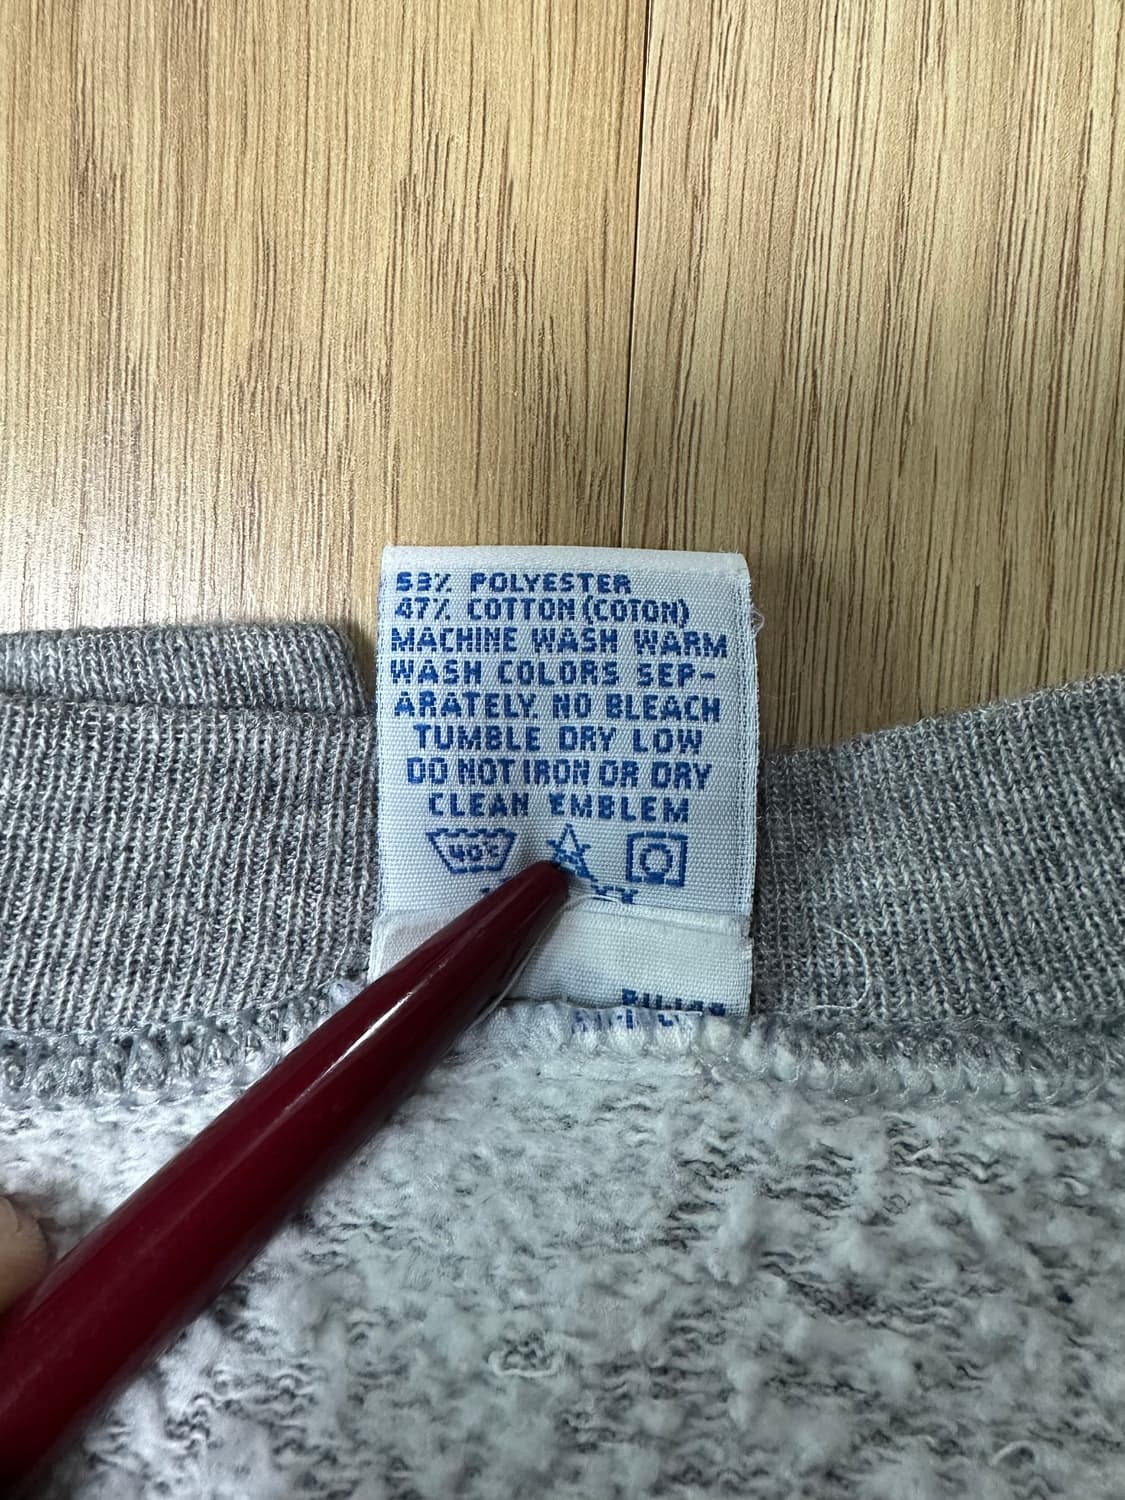 53% POLYESTER
47% COTTON (COTON)
MACHINE WASH WARM
WASH COLORS SEP-
ARATELY. NO BLEACH
TUMBLE DRY LOW
DO NOT IRON OR DRY
CLEAN EMBLEM
40°C